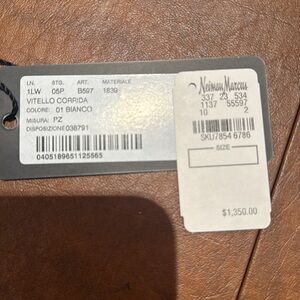 LN. STG. ART. MATERIALE
1LW 05P B597 1839
VITELLO CORRIDA
COLORE: 01 BIANCO
MISURA: PZ
DISPOSIZIONE 038791
0405189651125565
Neiman Marcus
337 23 534
1137 55597
10 2
SKU7854 6786
SIZE
$1,350.00